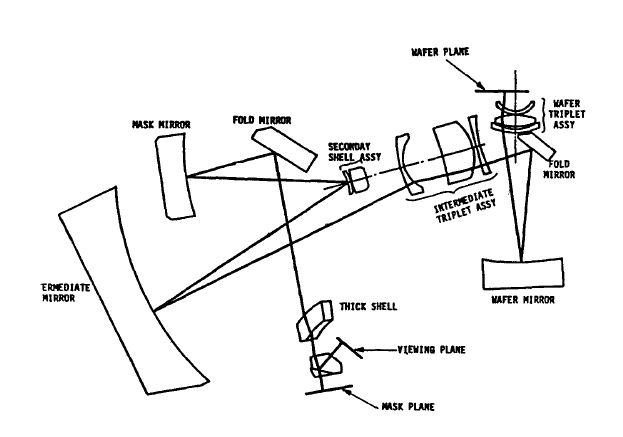 WAFER PLANE
WAFER
TRIPLET
ASSY
FOLD MIRROR
MASK MIRROR
SECONDAY
SHELL ASSY
FOLD
MIRROR
INTERMEDIATE
TRIPLET ASSY
ERMEDIATE
MIRROR
WAFER MIRROR
THICK SHELL
VIEWING PLANE
MASK PLANE